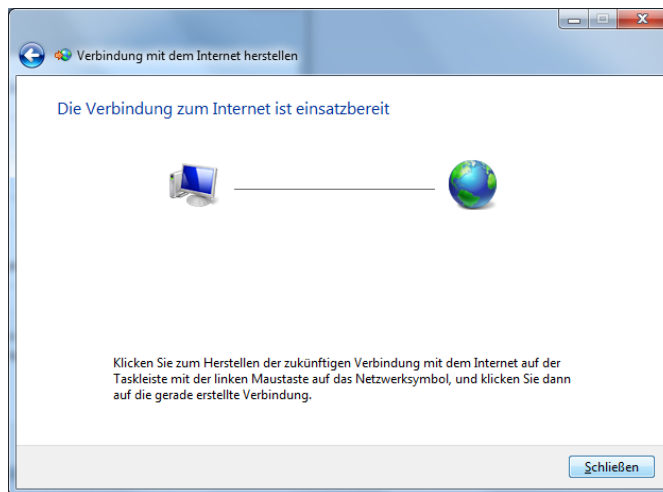 Verbindung mit dem Internet herstellen
Die Verbindung zum Internet ist einsatzbereit
Klicken Sie zum Herstellen der zukünftigen Verbindung mit dem Internet auf der
Taskleiste mit der linken Maustaste auf das Netzwerksymbol, und klicken Sie dann
auf die gerade erstellte Verbindung.
Schließen